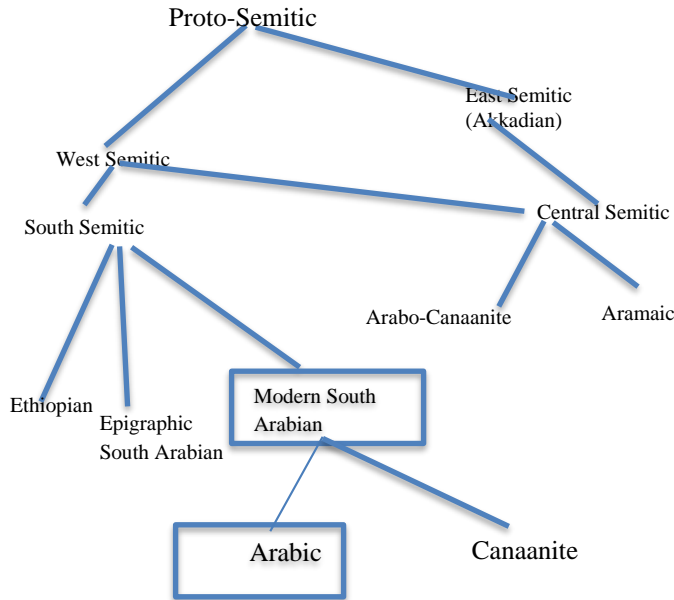 Proto-Semitic
East Semitic
(Akkadian)
West Semitic
Central Semitic
South Semitic
Arabo-Canaanite
Aramaic
Ethiopian
Epigraphic
South Arabian
Modern South
Arabian
Arabic
Canaanite